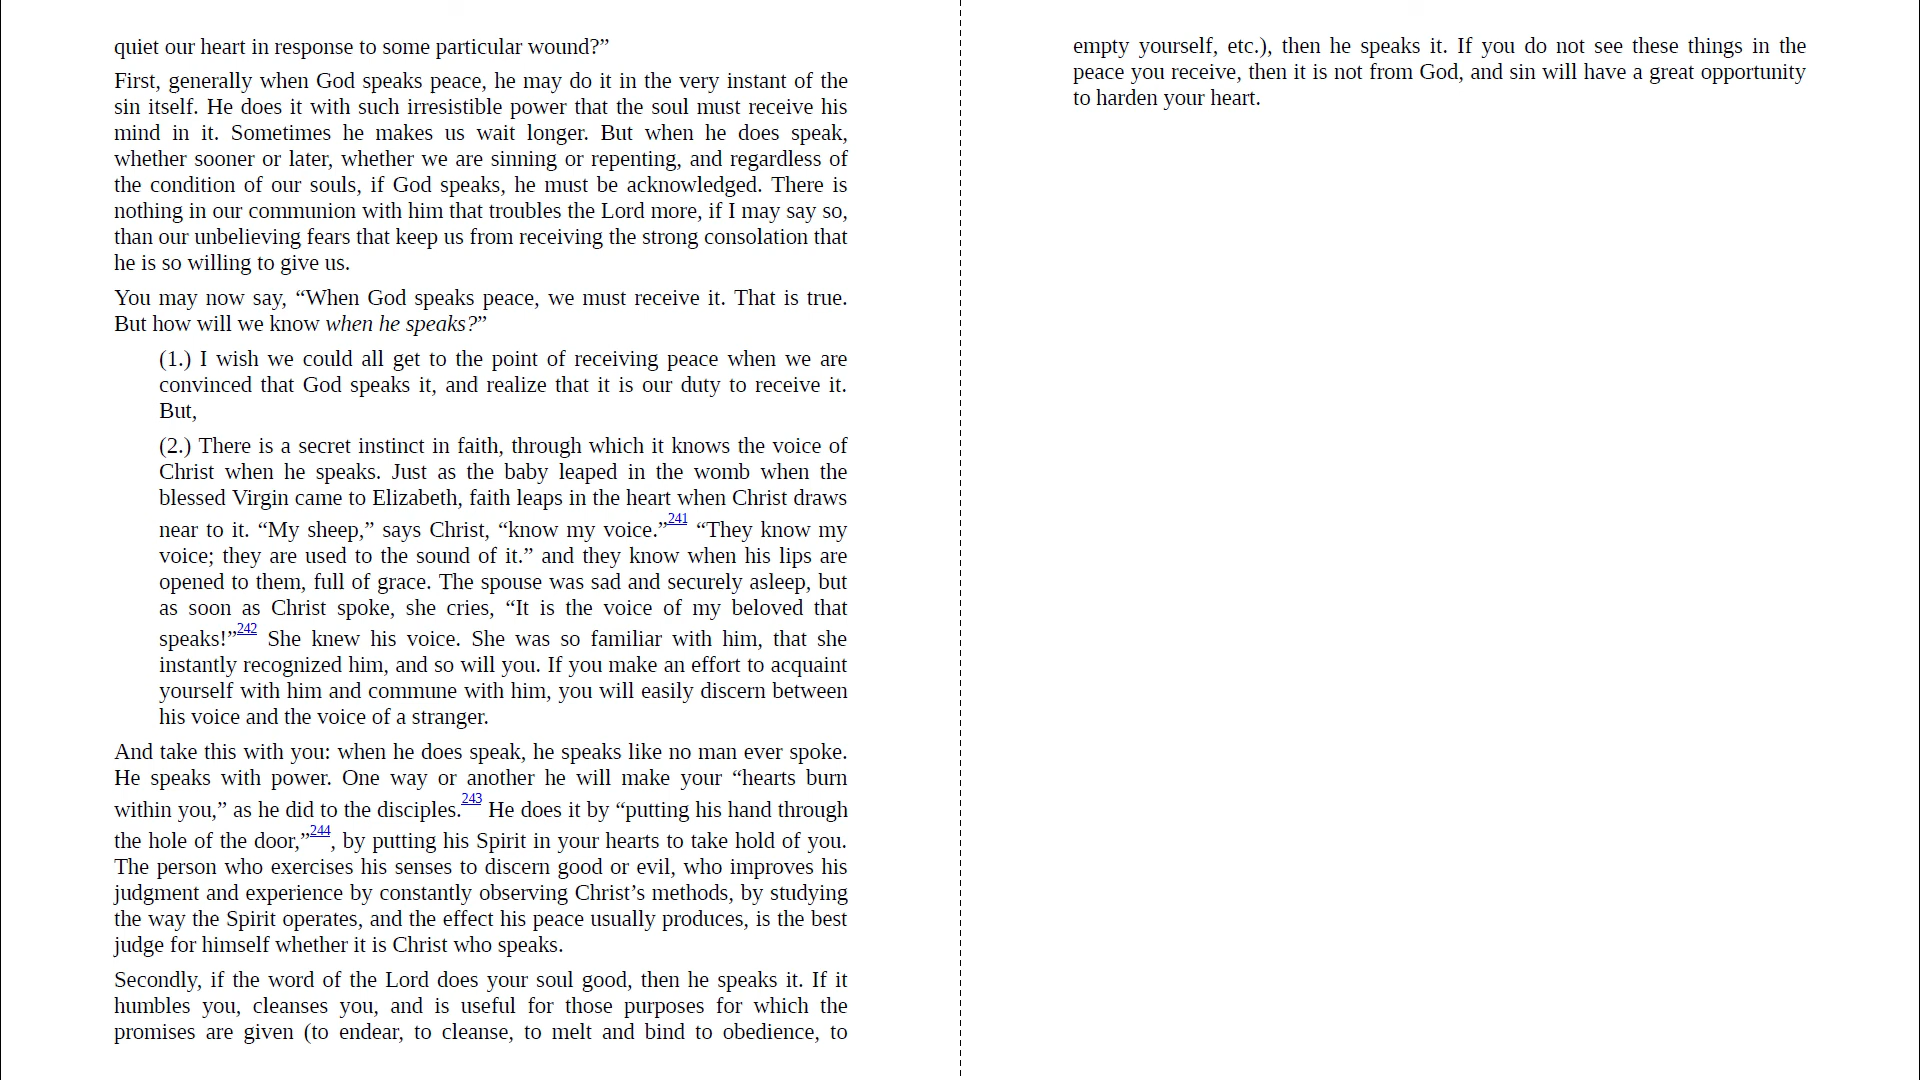 quiet our heart in response to some particular wound?”
First, generally when God speaks peace, he may do it in the very instant of the
sin itself. He does it with such irresistible power that the soul must receive his
mind in it. Sometimes he makes us wait longer. But when he does speak,
whether sooner or later, whether we are sinning or repenting, and regardless of
the condition of our souls, if God speaks, he must be acknowledged. There is
nothing in our communion with him that troubles the Lord more, if I may say so,
than our unbelieving fears that keep us from receiving the strong consolation that
he is so willing to give us.
You may now say, “When God speaks peace, we must receive it. That is true.
But how will we know when he speaks?”
(1.) I wish we could all get to the point of receiving peace when we are
convinced that God speaks it, and realize that it is our duty to receive it.
But,
(2.) There is a secret instinct in faith, through which it knows the voice of
Christ when he speaks. Just as the baby leaped in the womb when the
blessed Virgin came to Elizabeth, faith leaps in the heart when Christ draws
near to it. “My sheep,” says Christ, “know my voice.”241 “They know my
voice; they are used to the sound of it.” and they know when his lips are
opened to them, full of grace. The spouse was sad and securely asleep, but
as soon as Christ spoke, she cries, “It is the voice of my beloved that
speaks!”242 She knew his voice. She was so familiar with him, that she
instantly recognized him, and so will you. If you make an effort to acquaint
yourself with him and commune with him, you will easily discern between
his voice and the voice of a stranger.
And take this with you: when he does speak, he speaks like no man ever spoke.
He speaks with power. One way or another he will make your “hearts burn
within you,” as he did to the disciples.243 He does it by “putting his hand through
the hole of the door,”244, by putting his Spirit in your hearts to take hold of you.
The person who exercises his senses to discern good or evil, who improves his
judgment and experience by constantly observing Christ’s methods, by studying
the way the Spirit operates, and the effect his peace usually produces, is the best
judge for himself whether it is Christ who speaks.
Secondly, if the word of the Lord does your soul good, then he speaks it. If it
humbles you, cleanses you, and is useful for those purposes for which the
promises are given (to endear, to cleanse, to melt and bind to obedience, to
empty yourself, etc.), then he speaks it. If you do not see these things in the
peace you receive, then it is not from God, and sin will have a great opportunity
to harden your heart.